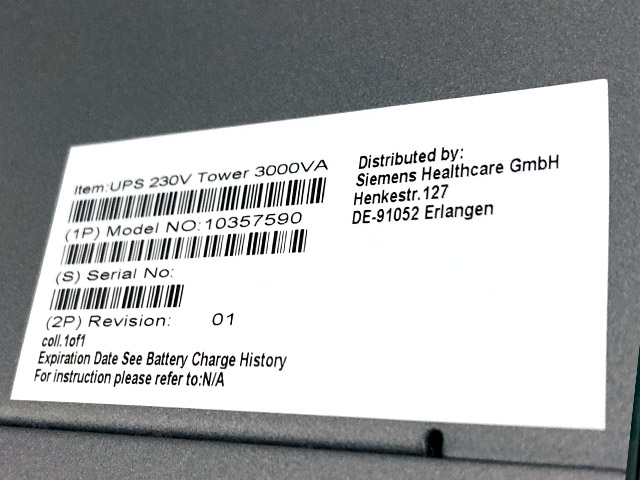 Item:UPS 230V Tower 3000VA
(1P) Model NO:10357590
(S) Serial No:
(2P) Revision: 01
coll.1of1
Expiration Date See Battery Charge History
For instruction please refer to:N/A
Distributed by:
Siemens Healthcare GmbH
Henkestr.127
DE-91052 Erlangen